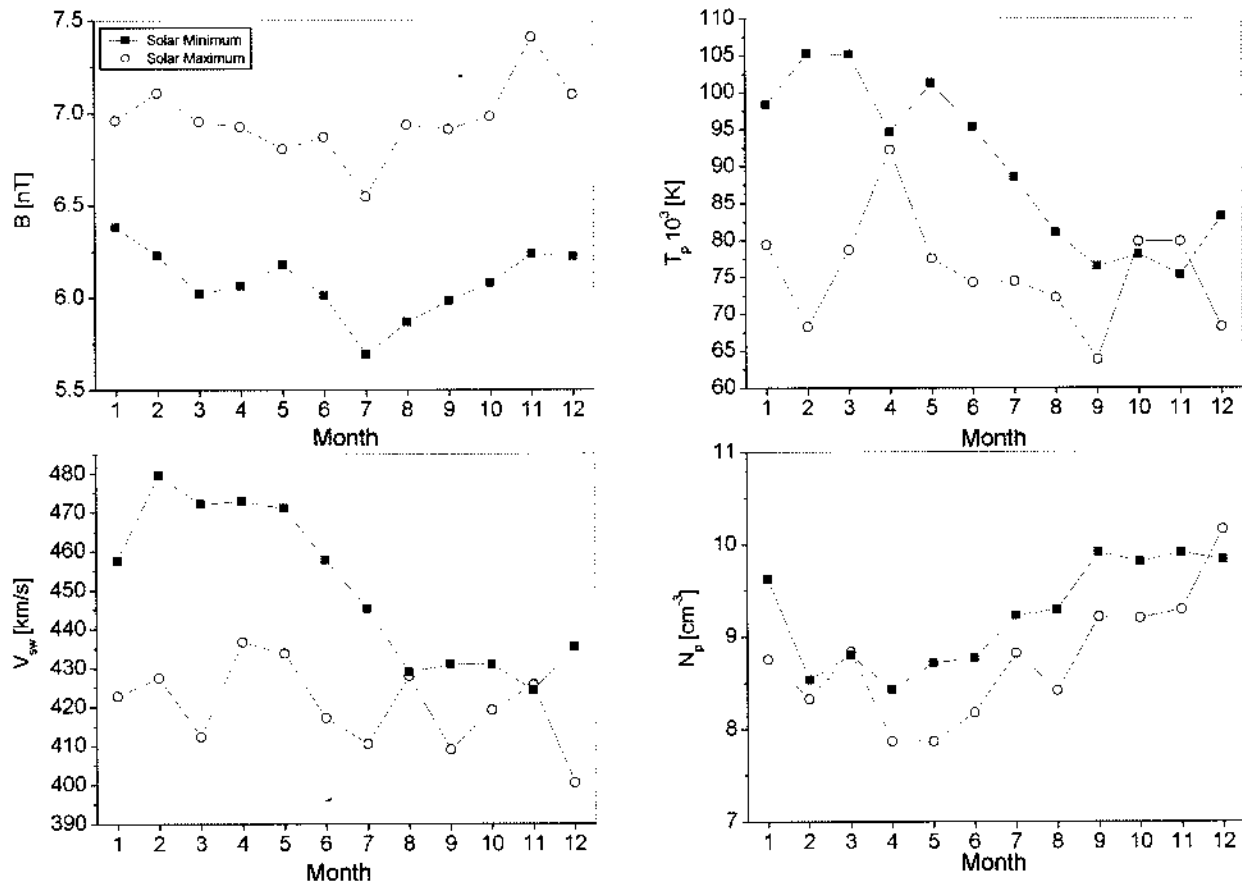 7.5
7.0
6.5
6.0
5.5
B [nT]
Solar Minimum
Solar Maximum
1 2 3 4 5 6 7 8 9 10 11 12
Month
110
105
100
95
90
85
80
75
70
65
60
T_p 10^3 [K]
1 2 3 4 5 6 7 8 9 10 11 12
Month
480
470
460
450
440
430
420
410
400
390
V_sw [km/s]
1 2 3 4 5 6 7 8 9 10 11 12
Month
11
10
9
8
7
N_p [cm^-3]
1 2 3 4 5 6 7 8 9 10 11 12
Month